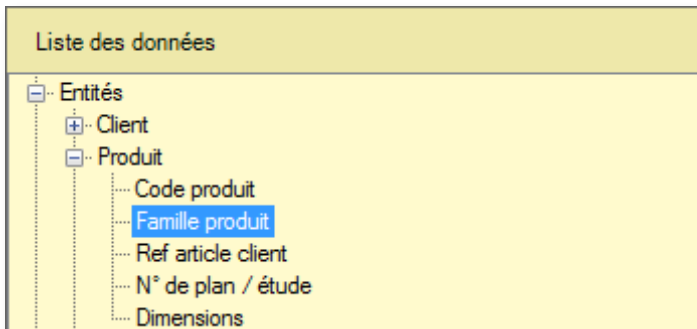 Liste des données
Entités
Client
Produit
Code produit
Famille produit
Ref article client
N° de plan / étude
Dimensions